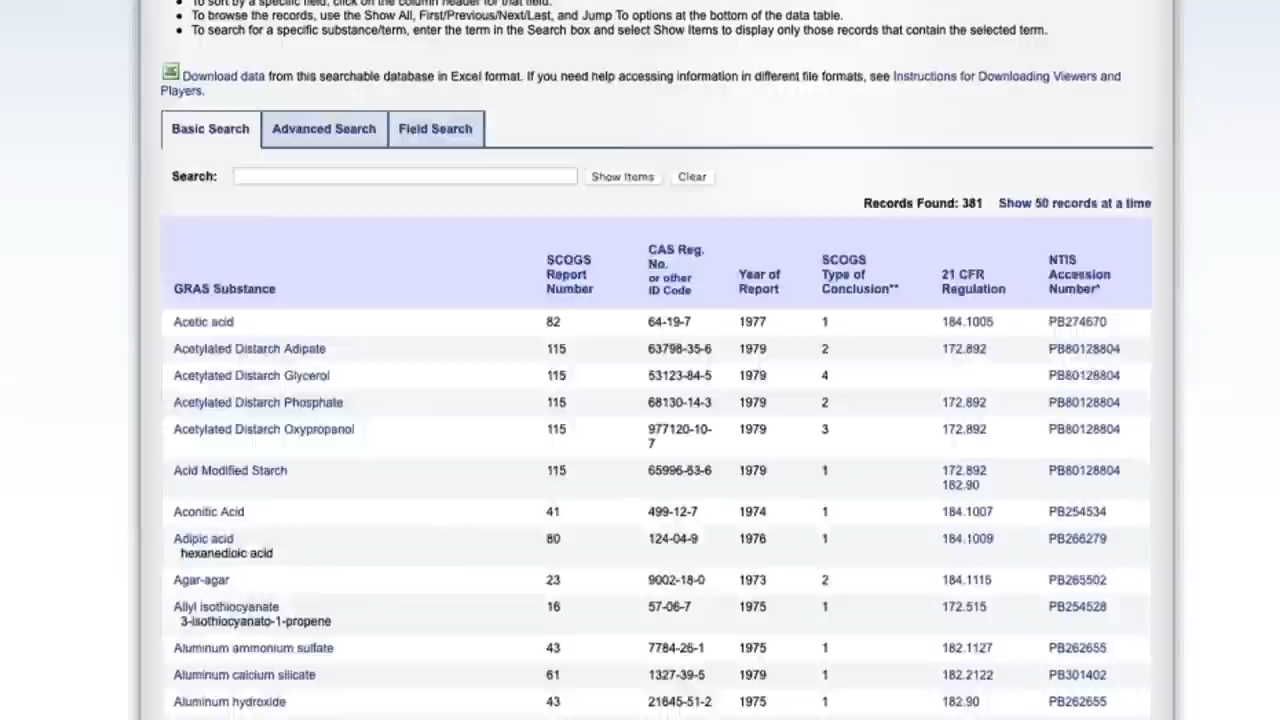 To sort by a specific field, click on the column header for that field.
To browse the records, use the Show All, First/Previous/Next/Last, and Jump To options at the bottom of the data table.
To search for a specific substance/term, enter the term in the Search box and select Show Items to display only those records that contain the selected term.
Download data from this searchable database in Excel format. If you need help accessing information in different file formats, see Instructions for Downloading Viewers and
Players.
Basic Search Advanced Search Field Search
Search: Show Items Clear
Records Found: 381 Show 50 records at a time
GRAS Substance SCOGS Report Number CAS Reg. No. or other ID Code Year of Report SCOGS Type of Conclusion** 21 CFR Regulation NTIS Accession Number*
Acetic acid 82 64-19-7 1977 1 184.1005 PB274670
Acetylated Distarch Adipate 115 63798-35-6 1979 2 172.892 PB80128804
Acetylated Distarch Glycerol 115 53123-84-5 1979 4 PB80128804
Acetylated Distarch Phosphate 115 68130-14-3 1979 2 172.892 PB80128804
Acetylated Distarch Oxypropanol 115 977120-10- 1979 3 172.892 PB80128804
7
Acid Modified Starch 115 65996-63-6 1979 1 172.892 PB80128804
182.90
Aconitic Acid 41 499-12-7 1974 1 184.1007 PB254534
Adipic acid 80 124-04-9 1976 1 184.1009 PB266279
hexanedioic acid
Agar-agar 23 9002-18-0 1973 2 184.1115 PB265502
Allyl isothiocyanate 16 57-06-7 1975 1 172.515 PB254528
3-isothiocyanato-1-propene
Aluminum ammonium sulfate 43 7784-26-1 1975 1 182.1127 PB262655
Aluminum calcium silicate 61 1327-39-5 1979 1 182.2122 PB301402
Aluminum hydroxide 43 21645-51-2 1975 1 182.90 PB262655